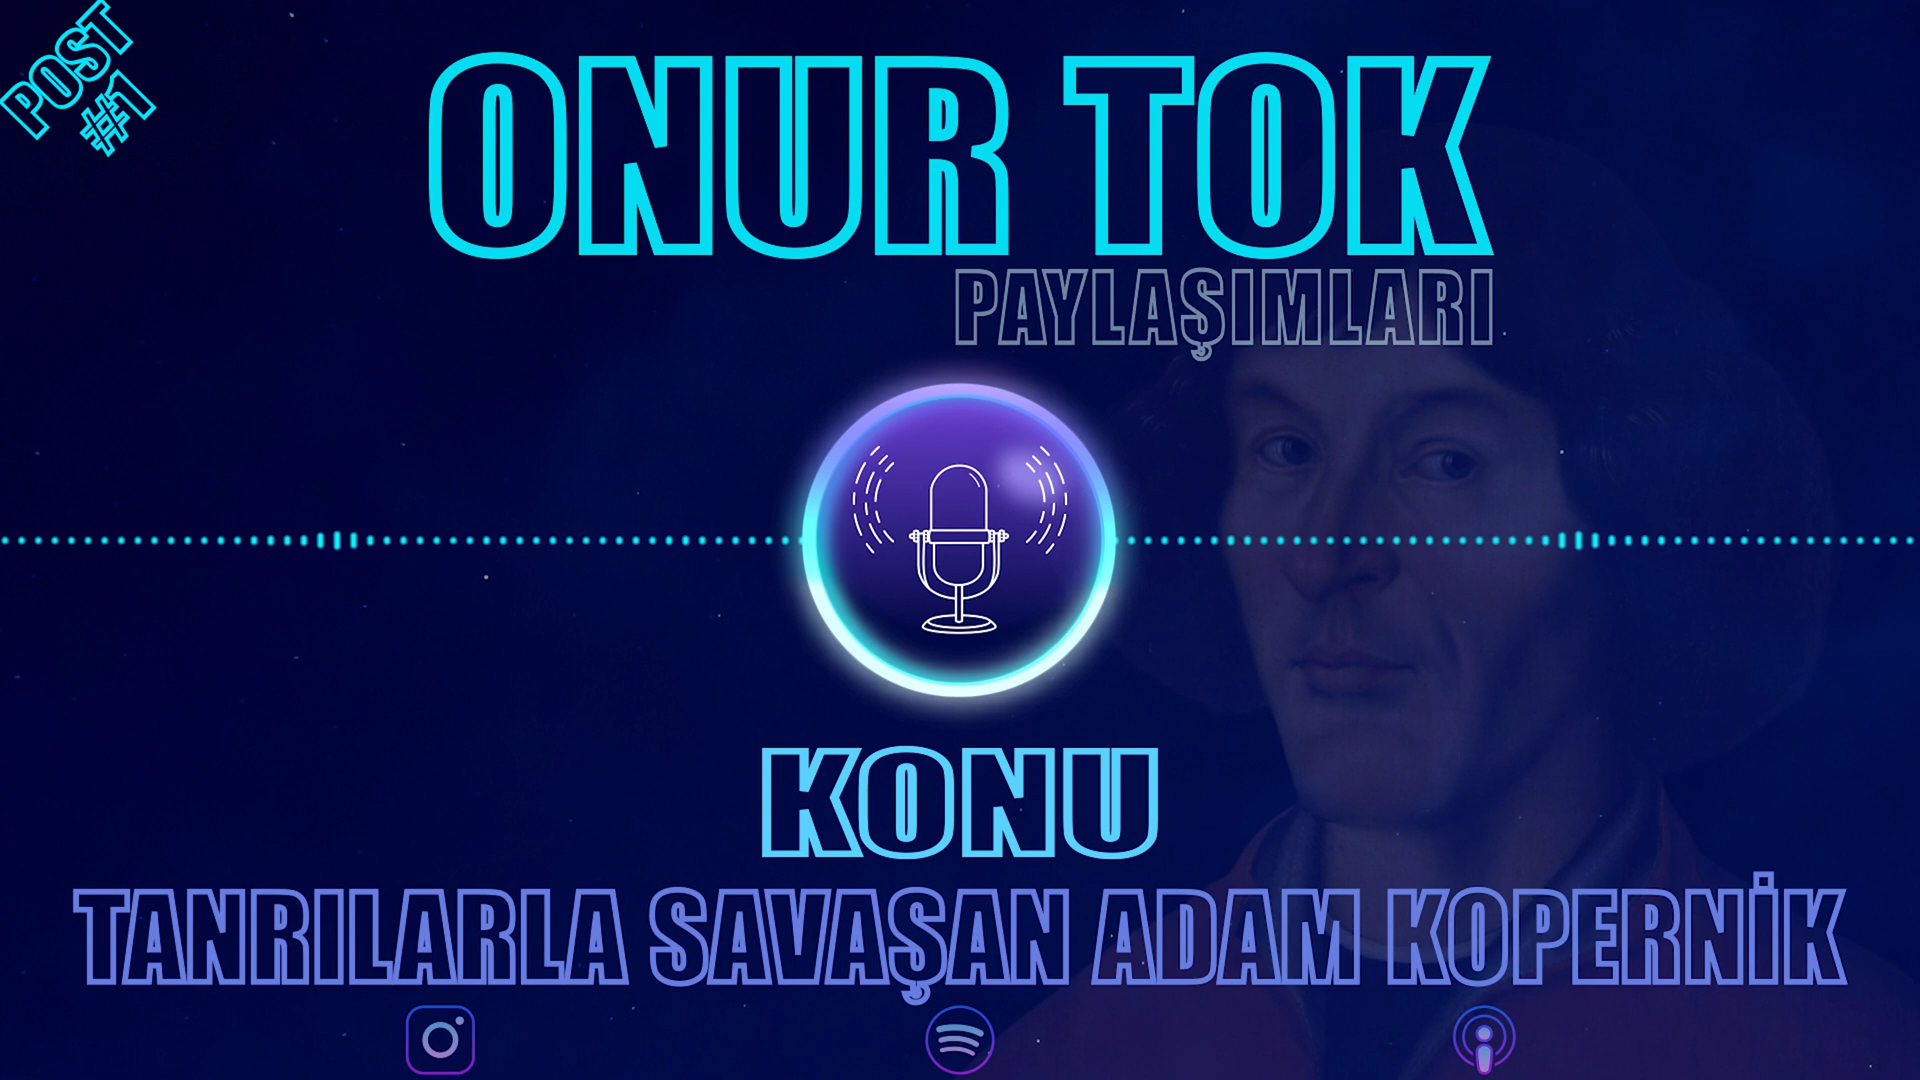 POST
#1
ONUR TOK
PAYLAŞIMLARI
KONU
TANRILARLA SAVAŞAN ADAM KOPERNİK